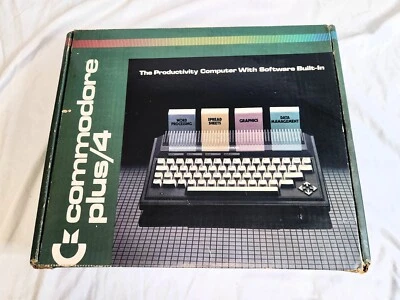 commodore
plus/4
The Productivity Computer With Software Built-In
WORD
PROCESSING
SPREAD
SHEETS
GRAPHICS
DATA
MANAGEMENT